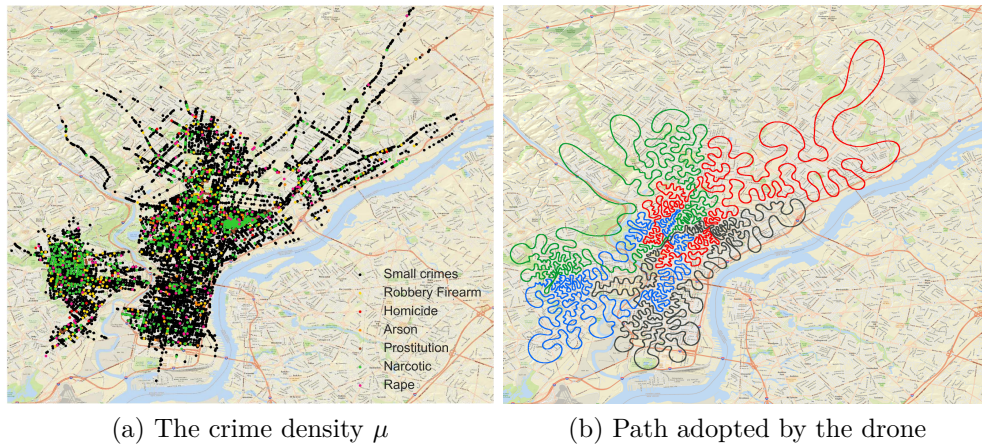 Small crimes
Robbery Firearm
Homicide
Arson
Prostitution
Narcotic
Rape
(a) The crime density μ
(b) Path adopted by the drone